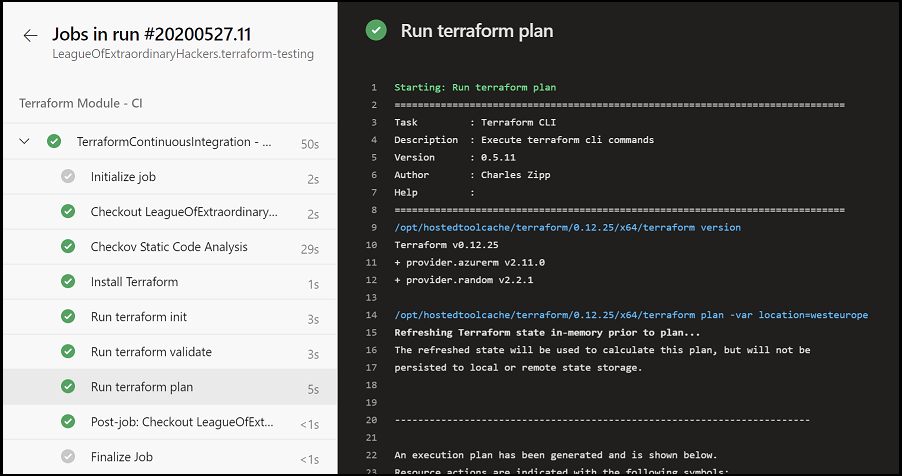 Jobs in run #20200527.11
LeagueOfExtraordinaryHackers.terraform-testing
Terraform Module - CI
TerraformContinuousIntegration - ... 50s
Initialize job 2s
Checkout LeagueOfExtraordinary... 2s
Checkov Static Code Analysis 29s
Install Terraform 1s
Run terraform init 3s
Run terraform validate 3s
Run terraform plan 5s
Post-job: Checkout LeagueOfExt... <1s
Finalize Job <1s
Run terraform plan
1 Starting: Run terraform plan
2 ==============================================================================
3 Task : Terraform CLI
4 Description : Execute terraform cli commands
5 Version : 0.5.11
6 Author : Charles Zipp
7 Help :
8 ==============================================================================
9 /opt/hostedtoolcache/terraform/0.12.25/x64/terraform version
10 Terraform v0.12.25
11 + provider.azurerm v2.11.0
12 + provider.random v2.2.1
13
14 /opt/hostedtoolcache/terraform/0.12.25/x64/terraform plan -var location=westeurope
15 Refreshing Terraform state in-memory prior to plan...
16 The refreshed state will be used to calculate this plan, but will not be
17 persisted to local or remote state storage.
18
19
20 ------------------------------------------------------------------------
21
22 An execution plan has been generated and is shown below.
23 Resource actions are indicated with the following symbols: